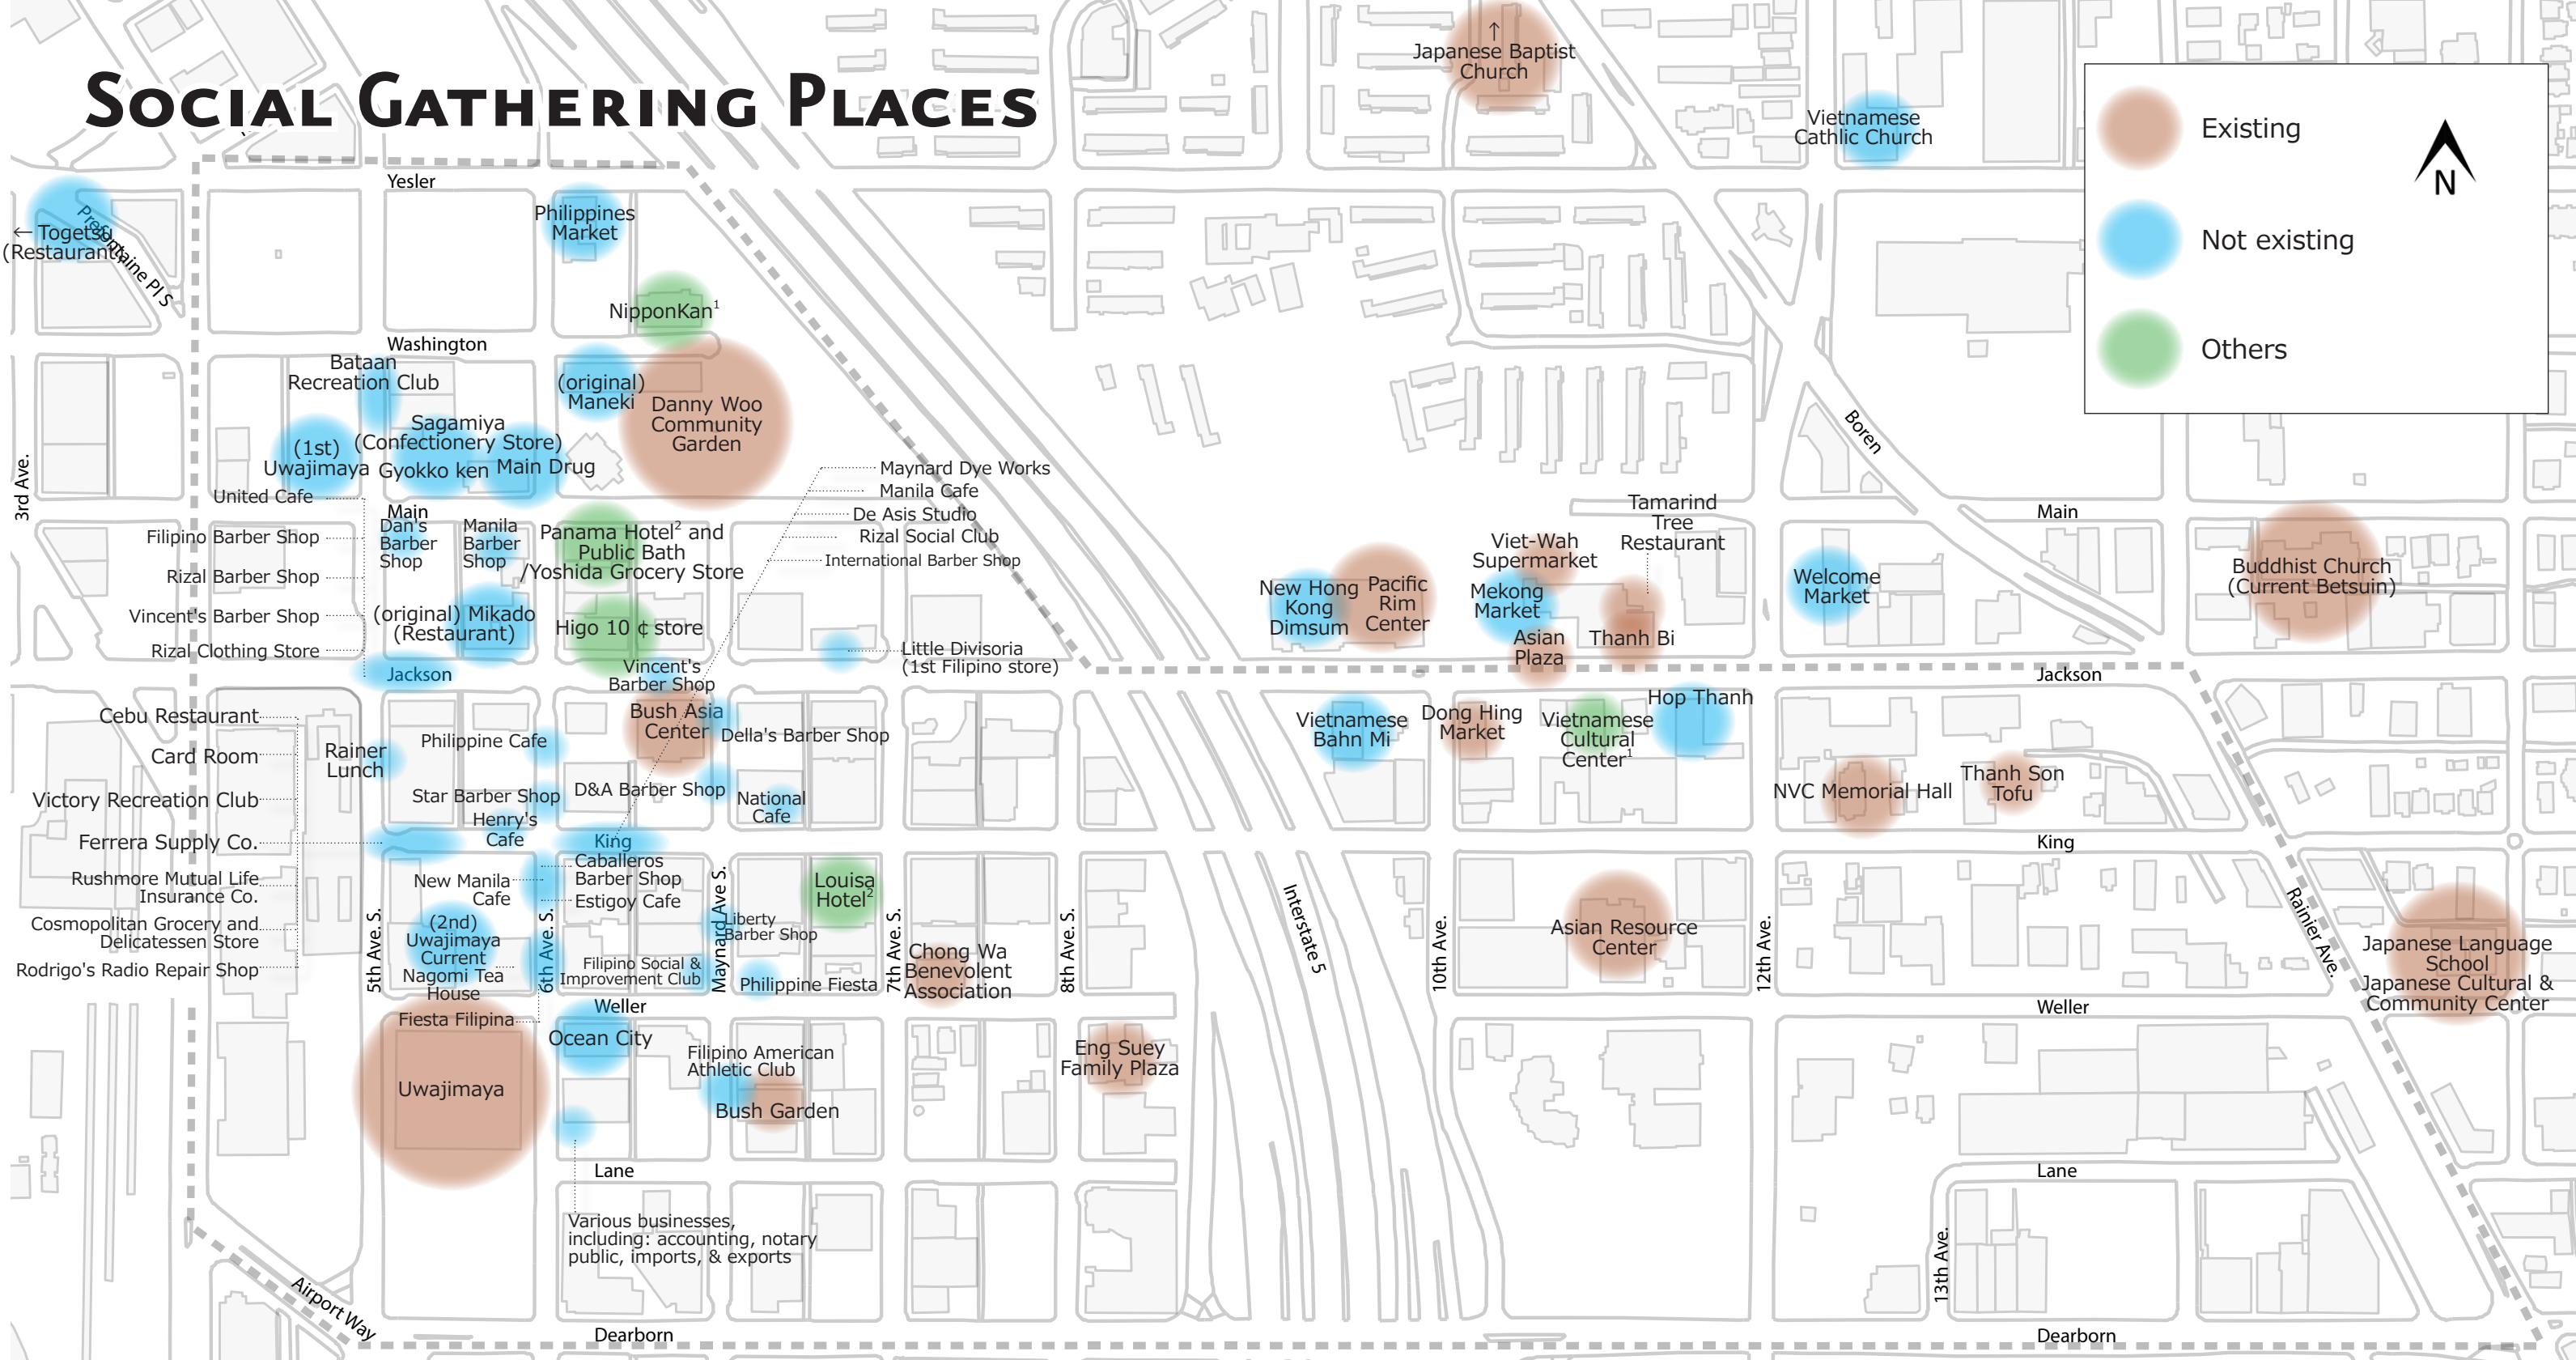 SOCIAL GATHERING PLACES
↑
Japanese Baptist
Church
Vietnamese
Cathlic Church
Existing
Not existing
Others
N
Yesler
Prefontaine Pl S
← Togetsu
(Restaurant)
Philippines
Market
NipponKan1
Washington
Bataan
Recreation Club
(original)
Maneki
Danny Woo
Community
Garden
Sagamiya
(Confectionery Store)
(1st)
Uwajimaya
Gyokko ken
Main Drug
3rd Ave.
Boren
United Cafe
Filipino Barber Shop
Rizal Barber Shop
Vincent's Barber Shop
Rizal Clothing Store
Main
Dan's
Barber
Shop
Manila
Barber
Shop
Panama Hotel2 and
Public Bath
/Yoshida Grocery Store
(original) Mikado
(Restaurant)
Higo 10 ¢ store
Maynard Dye Works
Manila Cafe
De Asis Studio
Rizal Social Club
International Barber Shop
Little Divisoria
(1st Filipino store)
Jackson
Vincent's
Barber Shop
New Hong
Kong
Dimsum
Pacific
Rim
Center
Viet-Wah
Supermarket
Mekong
Market
Asian
Plaza
Tamarind
Tree
Restaurant
Thanh Bi
Welcome
Market
Main
Buddhist Church
(Current Betsuin)
Jackson
Cebu Restaurant
Card Room
Victory Recreation Club
Ferrera Supply Co.
Rushmore Mutual Life
Insurance Co.
Cosmopolitan Grocery and
Delicatessen Store
Rodrigo's Radio Repair Shop
Rainer
Lunch
Philippine Cafe
Bush Asia
Center
Della's Barber Shop
Star Barber Shop
D&A Barber Shop
National
Cafe
Henry's
Cafe
King
Vietnamese
Bahn Mi
Dong Hing
Market
Vietnamese
Cultural
Center1
Hop Thanh
NVC Memorial Hall
Thanh Son
Tofu
King
Caballeros
Barber Shop
New Manila
Cafe
Estigoy Cafe
(2nd)
Uwajimaya
Current
Nagomi Tea
House
5th Ave. S.
6th Ave. S.
Maynard Ave S.
7th Ave. S.
8th Ave. S.
Interstate 5
10th Ave.
12th Ave.
Rainier Ave.
Louisa
Hotel2
Liberty
Barber Shop
Filipino Social &
Improvement Club
Philippine Fiesta
Chong Wa
Benevolent
Association
Asian Resource
Center
Japanese Language
School
Japanese Cultural &
Community Center
Fiesta Filipina
Weller
Weller
Ocean City
Uwajimaya
Filipino American
Athletic Club
Bush Garden
Eng Suey
Family Plaza
Lane
Lane
Various businesses,
including: accounting, notary
public, imports, & exports
13th Ave.
Airport Way
Dearborn
Dearborn